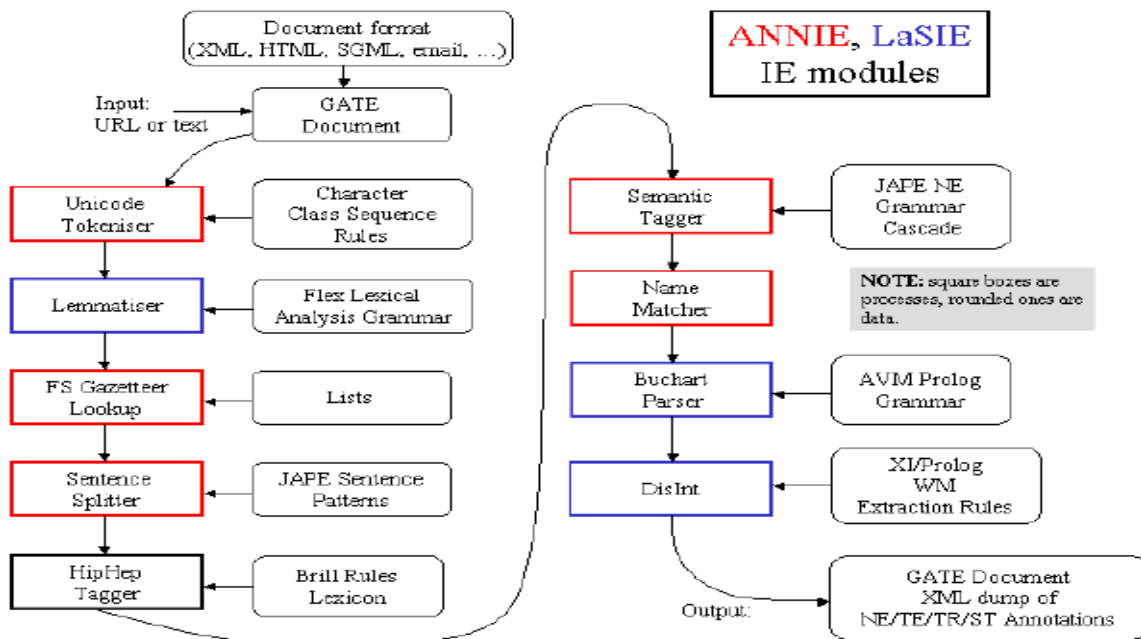 Document format
(XML, HTML, SGML, email, ...)
Input:
URL or text
GATE
Document
Unicode
Tokeniser
Character
Class Sequence
Rules
Lemmatiser
Flex Lexical
Analysis Grammar
FS Gazetteer
Lookup
Lists
Sentence
Splitter
JAPE Sentence
Patterns
HipHep
Tagger
Brill Rules
Lexicon
ANNIE, LaSIE
IE modules
Semantic
Tagger
JAPE NE
Grammar
Cascade
Name
Matcher
NOTE: square boxes are
processes, rounded ones are
data.
Buchart
Parser
AVM Prolog
Grammar
DisInt
XI/Prolog
WM
Extraction Rules
Output:
GATE Document
XML dump of
NE/TE/TR/ST Annotations